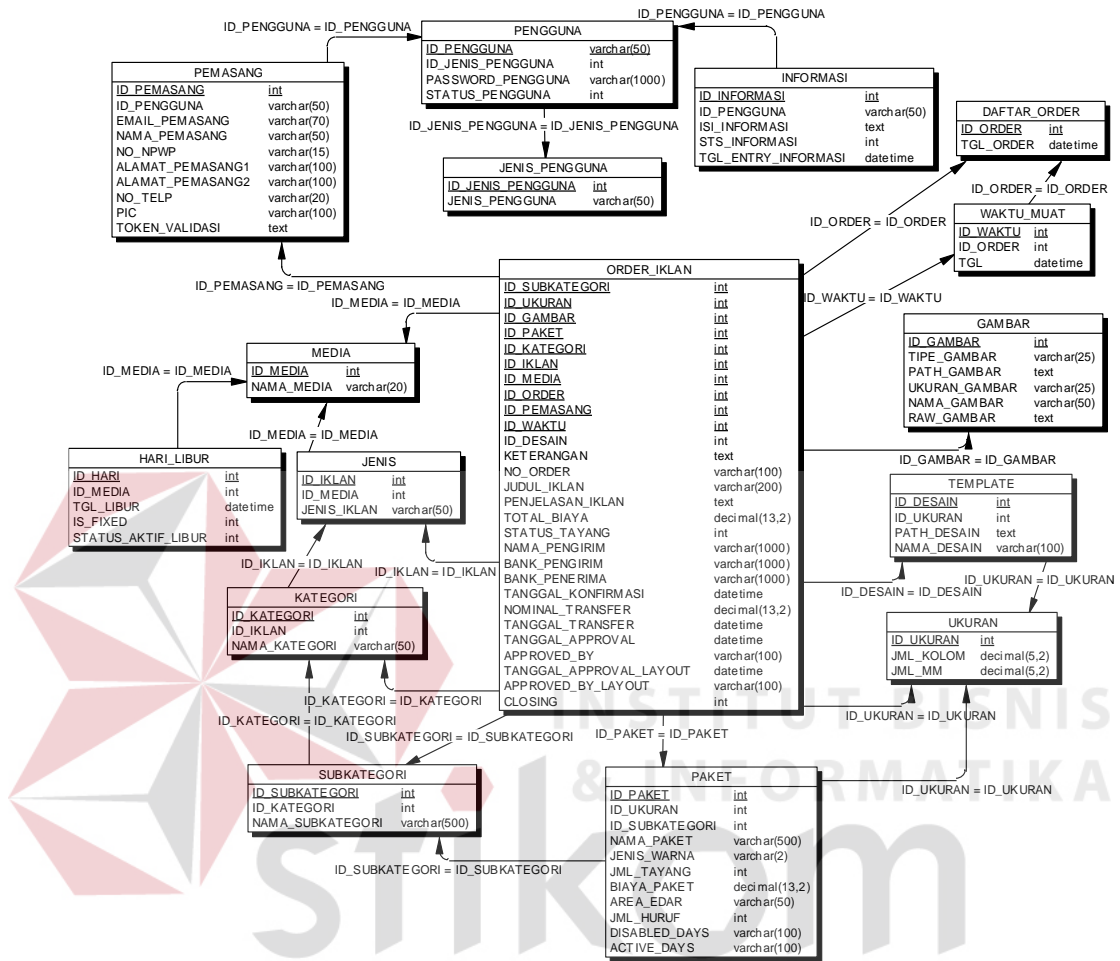 ID_PENGGUNA = ID_PENGGUNA
ID_PENGGUNA = ID_PENGGUNA
PENGGUNA
ID_PENGGUNA varchar(50)
ID_JENIS_PENGGUNA int
PASSWORD_PENGGUNA varchar(1000)
STATUS_PENGGUNA int
PEMASANG
ID_PEMASANG int
ID_PENGGUNA varchar(50)
EMAIL_PEMASANG varchar(70)
NAMA_PEMASANG varchar(50)
NO_NPWP varchar(15)
ALAMAT_PEMASANG1 varchar(100)
ALAMAT_PEMASANG2 varchar(100)
NO_TELP varchar(20)
PIC varchar(100)
TOKEN_VALIDASI text
INFORMASI
ID_INFORMASI int
ID_PENGGUNA varchar(50)
ISI_INFORMASI text
STS_INFORMASI int
TGL_ENTRY_INFORMASI datetime
DAFTAR_ORDER
ID_ORDER int
TGL_ORDER datetime
ID_JENIS_PENGGUNA = ID_JENIS_PENGGUNA
JENIS_PENGGUNA
ID_JENIS_PENGGUNA int
JENIS_PENGGUNA varchar(50)
ID_ORDER = ID_ORDER
ID_ORDER = ID_ORDER
WAKTU_MUAT
ID_WAKTU int
ID_ORDER int
TGL datetime
ID_PEMASANG = ID_PEMASANG
ID_MEDIA = ID_MEDIA
ID_WAKTU = ID_WAKTU
ORDER_IKLAN
ID_SUBKATEGORI int
ID_UKURAN int
ID_GAMBAR int
ID_PAKET int
ID_KATEGORI int
ID_IKLAN int
ID_MEDIA int
ID_ORDER int
ID_PEMASANG int
ID_WAKTU int
ID_DESAIN int
KETERANGAN text
NO_ORDER varchar(100)
JUDUL_IKLAN varchar(200)
PENJELASAN_IKLAN text
TOTAL_BIAYA decimal(13,2)
STATUS_TAYANG int
NAMA_PENGIRIM varchar(1000)
BANK_PENGIRIM varchar(1000)
BANK_PENERIMA varchar(1000)
TANGGAL_KONFIRMASI datetime
NOMINAL_TRANSFER decimal(13,2)
TANGGAL_TRANSFER datetime
TANGGAL_APPROVAL datetime
APPROVED_BY varchar(100)
TANGGAL_APPROVAL_LAYOUT datetime
APPROVED_BY_LAYOUT varchar(100)
CLOSING int
GAMBAR
ID_GAMBAR int
TIPE_GAMBAR varchar(25)
PATH_GAMBAR text
UKURAN_GAMBAR varchar(25)
NAMA_GAMBAR varchar(50)
RAW_GAMBAR text
MEDIA
ID_MEDIA int
NAMA_MEDIA varchar(20)
ID_MEDIA = ID_MEDIA
ID_MEDIA = ID_MEDIA
HARI_LIBUR
ID_HARI int
ID_MEDIA int
TGL_LIBUR datetime
IS_FIXED int
STATUS_AKTIF_LIBUR int
JENIS
ID_IKLAN int
ID_MEDIA int
JENIS_IKLAN varchar(50)
ID_GAMBAR = ID_GAMBAR
TEMPLATE
ID_DESAIN int
ID_UKURAN int
PATH_DESAIN text
NAMA_DESAIN varchar(100)
ID_IKLAN = ID_IKLAN
ID_IKLAN = ID_IKLAN
ID_UKURAN = ID_UKURAN
ID_DESAIN = ID_DESAIN
KATEGORI
ID_KATEGORI int
ID_IKLAN int
NAMA_KATEGORI varchar(50)
UKURAN
ID_UKURAN int
JML_KOLOM decimal(5,2)
JML_MM decimal(5,2)
ID_KATEGORI = ID_KATEGORI
ID_KATEGORI = ID_KATEGORI
ID_SUBKATEGORI = ID_SUBKATEGORI
ID_PAKET = ID_PAKET
ID_UKURAN = ID_UKURAN
INSTITUT BISNIS
& INFORMATIKA
SUBKATEGORI
ID_SUBKATEGORI int
ID_KATEGORI int
NAMA_SUBKATEGORI varchar(500)
PAKET
ID_PAKET int
ID_UKURAN int
ID_SUBKATEGORI int
NAMA_PAKET varchar(500)
JENIS_WARNA varchar(2)
JML_TAYANG int
BIAYA_PAKET decimal(13,2)
AREA_EDAR varchar(50)
JML_HURUF int
DISABLED_DAYS varchar(100)
ACTIVE_DAYS varchar(100)
ID_UKURAN = ID_UKURAN
ID_SUBKATEGORI = ID_SUBKATEGORI
stikom